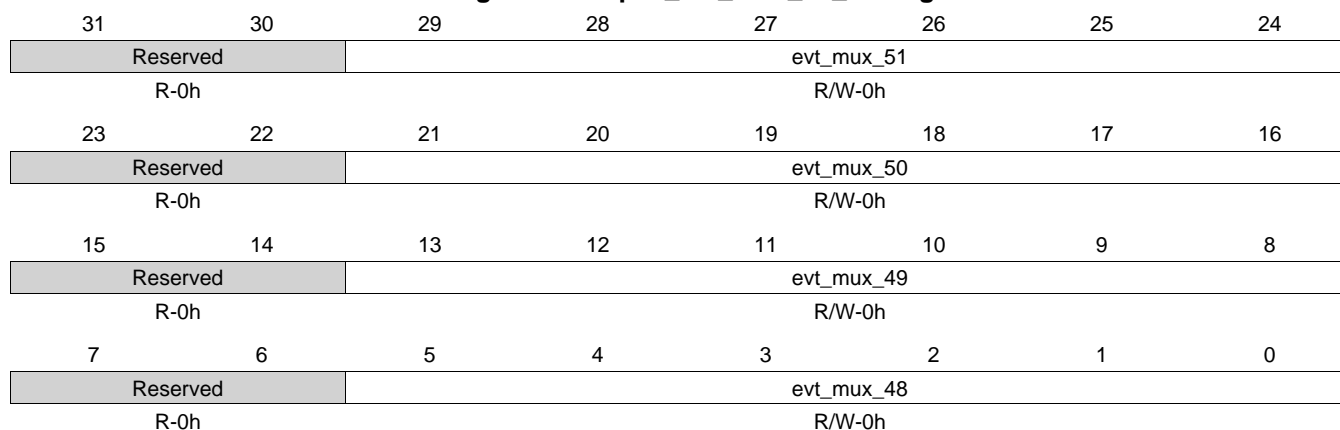 31 30 29 28 27 26 25 24
Reserved evt_mux_51
R-0h R/W-0h
23 22 21 20 19 18 17 16
Reserved evt_mux_50
R-0h R/W-0h
15 14 13 12 11 10 9 8
Reserved evt_mux_49
R-0h R/W-0h
7 6 5 4 3 2 1 0
Reserved evt_mux_48
R-0h R/W-0h